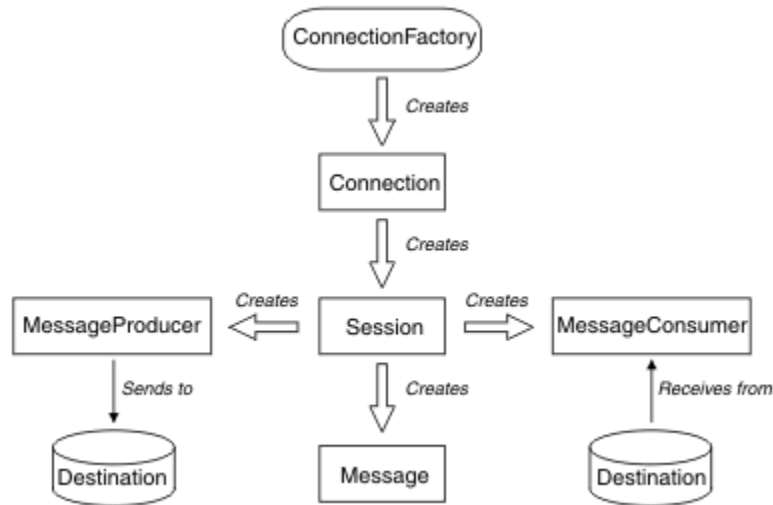 ConnectionFactory
Creates
Connection
Creates
Creates
Creates
MessageProducer
Session
MessageConsumer
Sends to
Creates
Receives from
Destination
Message
Destination